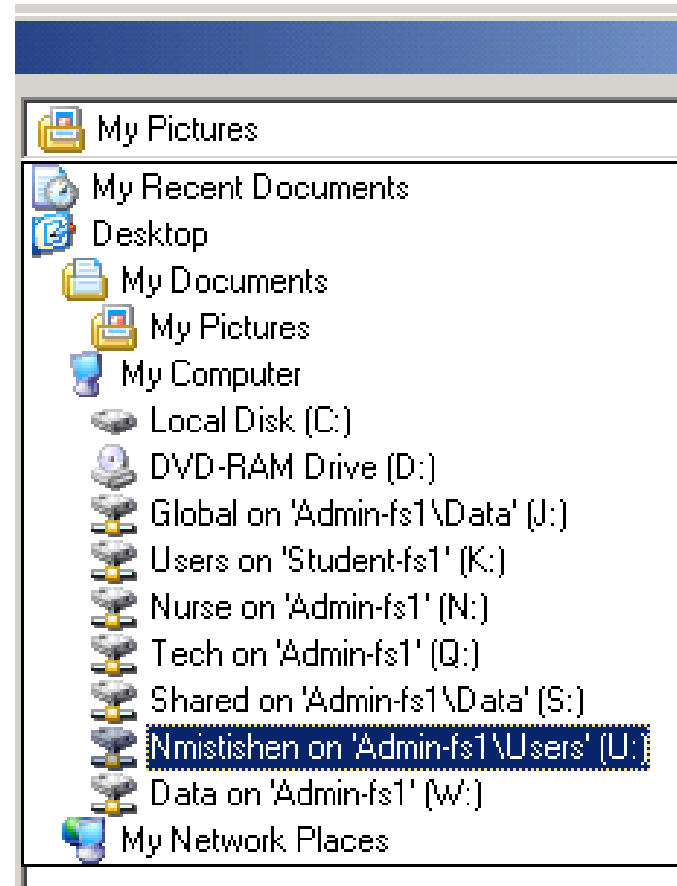 My Pictures
My Recent Documents
Desktop
My Documents
My Pictures
My Computer
Local Disk (C:)
DVD-RAM Drive (D:)
Global on 'Admin-fs1\Data' (J:)
Users on 'Student-fs1' (K:)
Nurse on 'Admin-fs1' (N:)
Tech on 'Admin-fs1' (Q:)
Shared on 'Admin-fs1\Data' (S:)
Nmistishen on 'Admin-fs1\Users' (U:)
Data on 'Admin-fs1' (W:)
My Network Places